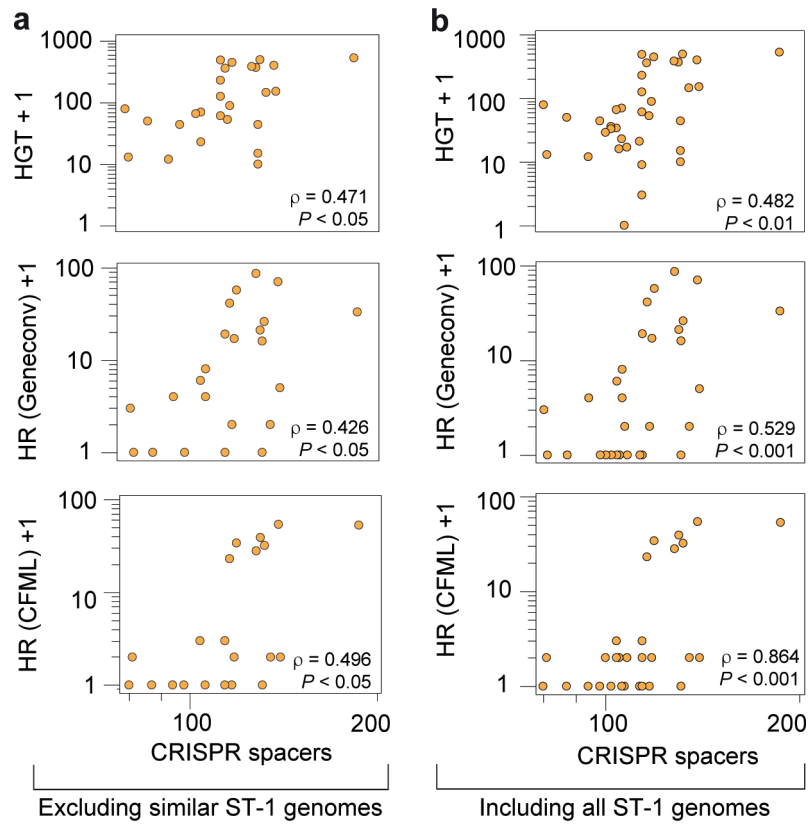 a
HGT + 1
1000
100
10
1
ρ = 0.471
P < 0.05
HR (Geneconv) +1
100
10
1
ρ = 0.426
P < 0.05
HR (CFML) +1
100
10
1
ρ = 0.496
P < 0.05
100
200
CRISPR spacers
Excluding similar ST-1 genomes
b
HGT + 1
1000
100
10
1
ρ = 0.482
P < 0.01
HR (Geneconv) +1
100
10
1
ρ = 0.529
P < 0.001
HR (CFML) +1
100
10
1
ρ = 0.864
P < 0.001
100
200
CRISPR spacers
Including all ST-1 genomes